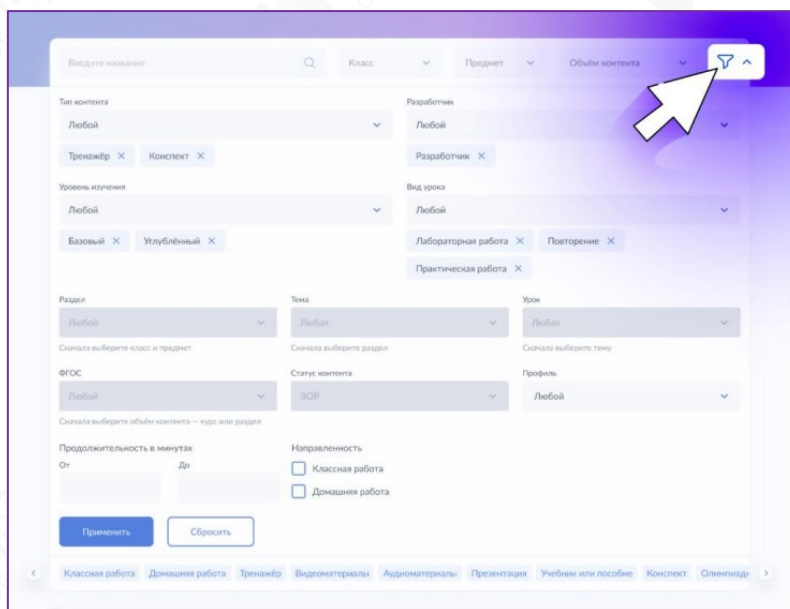 Введите название Класс Предмет Объём контента
Тип контента Разработчик
Любой Любой
Тренажёр Конспект Разработчик
Уровень изучения Вид урока
Любой Любой
Базовый Углублённый Лабораторная работа Повторение
Практическая работа
Раздел Тема Урок
Любой Любая Любая
Сначала выберите класс и предмет Сначала выберите раздел Сначала выберите тему
ФГОС Статус контента Профиль
Любой ЭОР Любой
Сначала выберите объём контента — курс или раздел
Продолжительность в минутах Направленность
От До Классная работа
Домашняя работа
Применить Сбросить
Классная работа Домашняя работа Тренажёр Видеоматериалы Аудиоматериалы Презентация Учебник или пособие Конспект